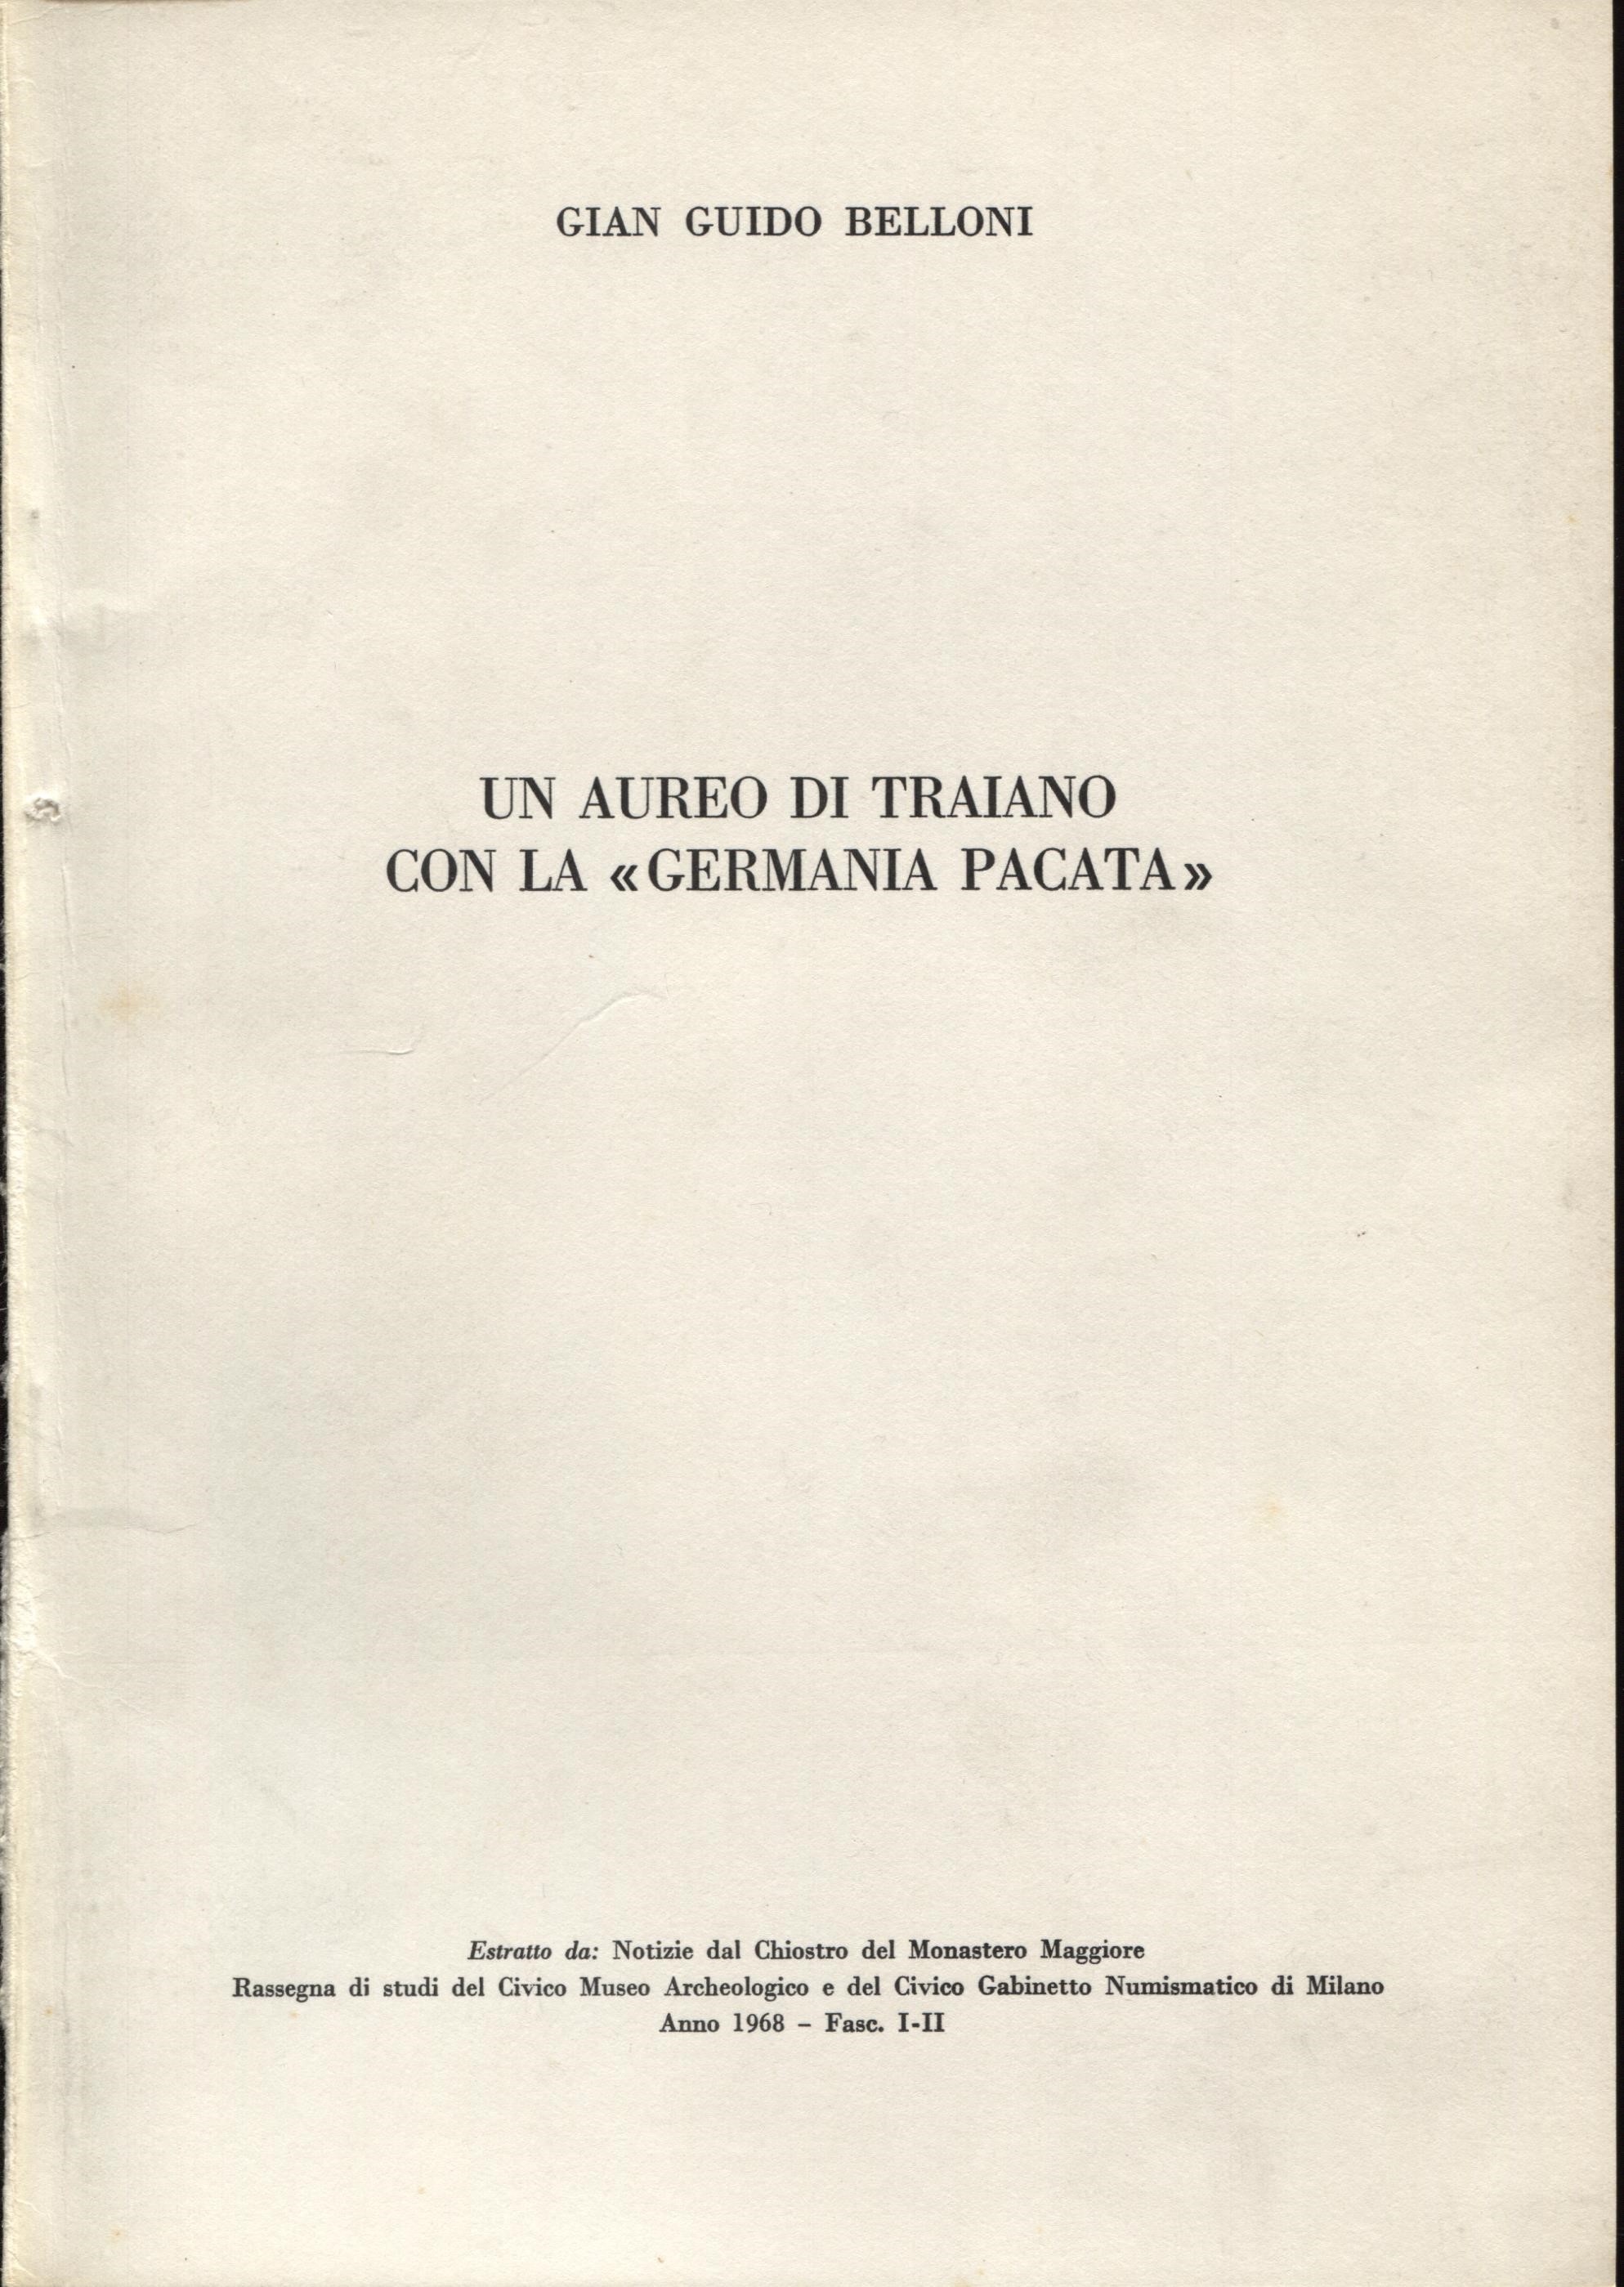 GIAN GUIDO BELLONI
UN AUREO DI TRAIANO
CON LA «GERMANIA PACATA»
Estratto da: Notizie dal Chiostro del Monastero Maggiore
Rassegna di studi del Civico Museo Archeologico e del Civico Gabinetto Numismatico di Milano
Anno 1968 – Fasc. I-II